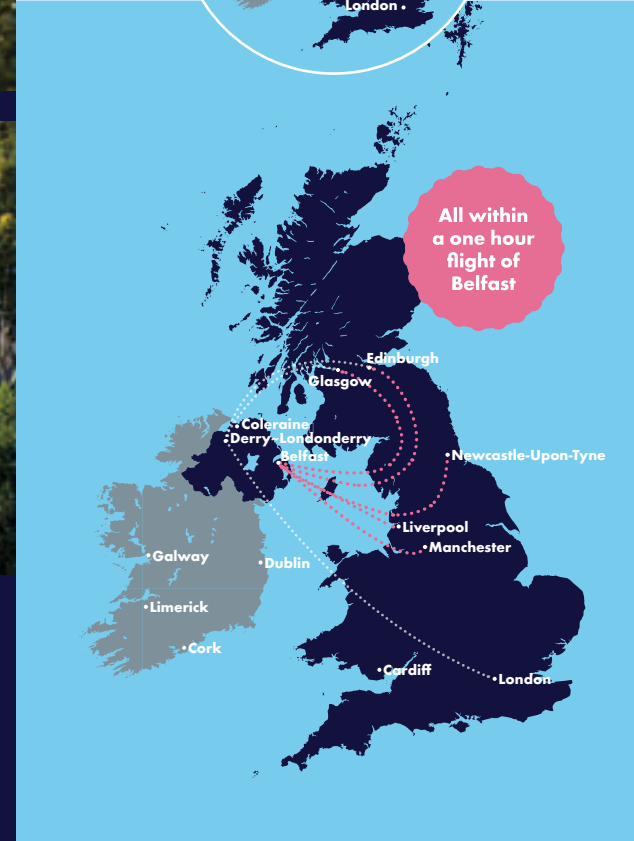 London
All within
a one hour
flight of
Belfast
Edinburgh
Glasgow
Coleraine
Derry~Londonderry
Belfast
Newcastle-Upon-Tyne
Liverpool
Manchester
Galway
Dublin
Limerick
Cork
Cardiff
London